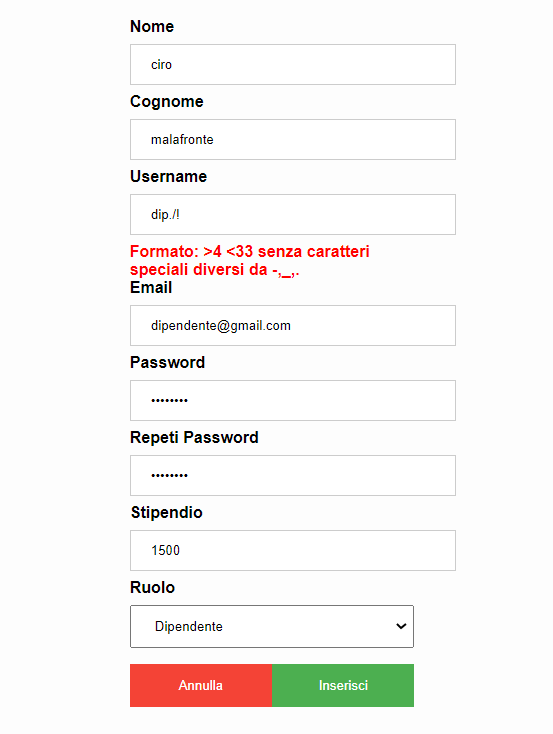 Nome
ciro
Cognome
malafronte
Username
dip./!
Formato: >4 <33 senza caratteri
speciali diversi da -,_,.
Email
dipendente@gmail.com
Password
••••••••
Repeti Password
••••••••
Stipendio
1500
Ruolo
Dipendente
Annulla Inserisci